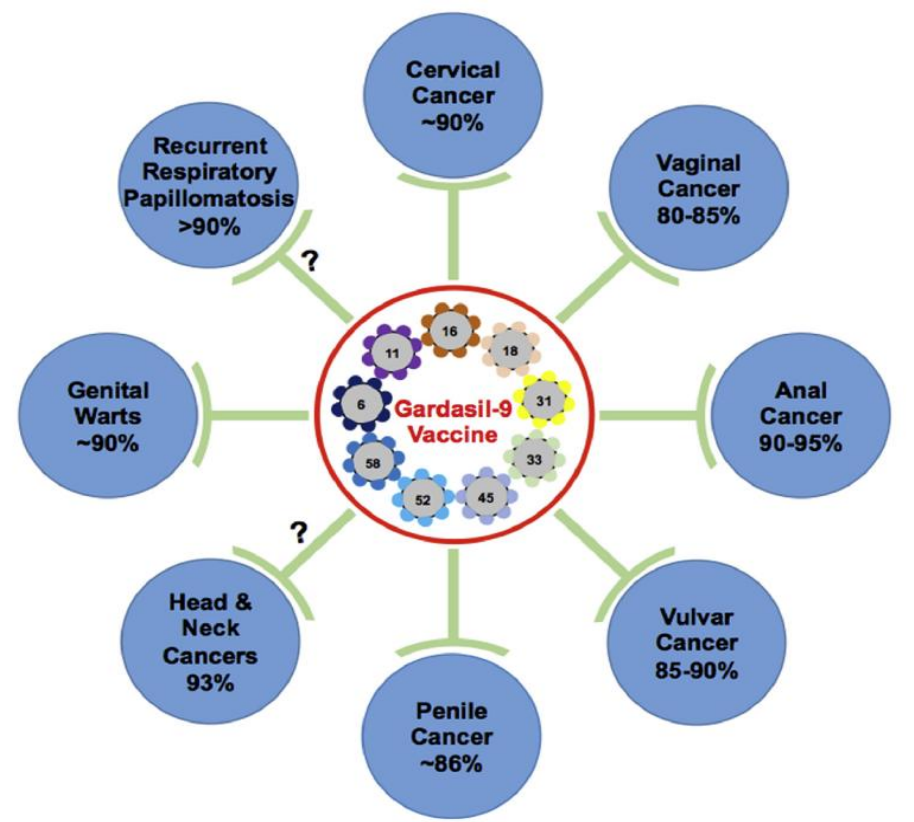 Cervical
Cancer
~90%
Recurrent
Respiratory
Papillomatosis
>90%
Vaginal
Cancer
80-85%
?
16
11
18
6
31
Gardasil-9
Vaccine
58
33
52
45
Genital
Warts
~90%
Anal
Cancer
90-95%
?
Head &
Neck
Cancers
93%
Vulvar
Cancer
85-90%
Penile
Cancer
~86%